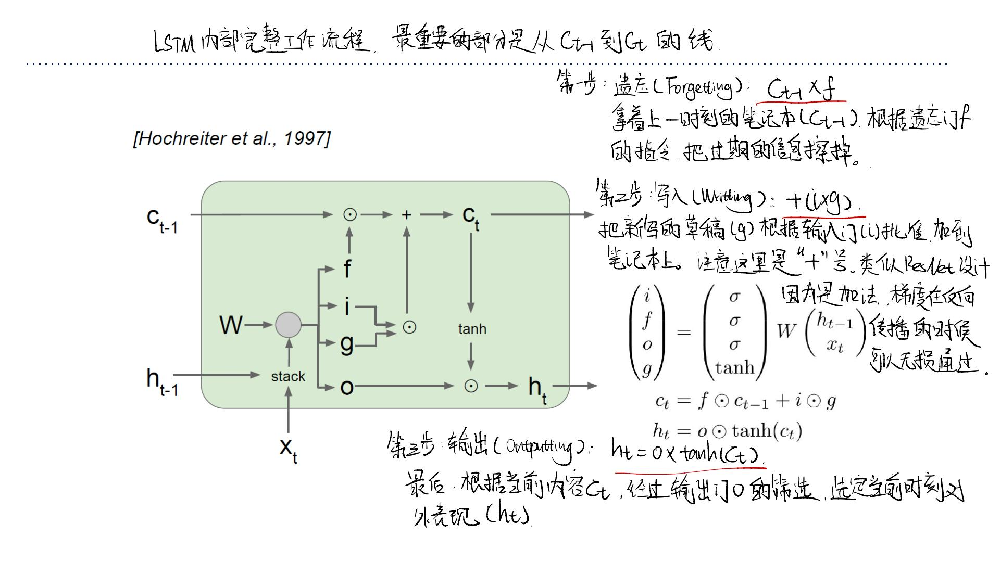 LSTM内部完整工作流程. 最重要的部分是从Ct-1到Ct的线.
第一步: 遗忘(Forgetting): Ct-1×f
拿着上一时刻的笔记本(Ct-1). 根据遗忘门f
的指令.把过期的信息擦掉。
[Hochreiter et al., 1997]
第二步:写入(Writting): +(i×g).
把新写的草稿(g)根据输入门(i)批准,加到
笔记本上。注意这里是“+”号。类似ResNet设计
因为是加法,梯度在反向
传播的时候
可以无损通过.
c_{t-1} ⊙ + c_t
f
i
g ⊙
o ⊙ h_t
W
tanh
h_{t-1} stack
x_t
(i f o g) = (σ σ σ tanh) W (h_{t-1} x_t)
c_t = f ⊙ c_{t-1} + i ⊙ g
h_t = o ⊙ tanh(c_t)
第三步:输出(Outputting): ht=o×tanh(Ct).
最后.根据当前内容Ct,经过输出门o的筛选,选定当前时刻对
外表现(ht).